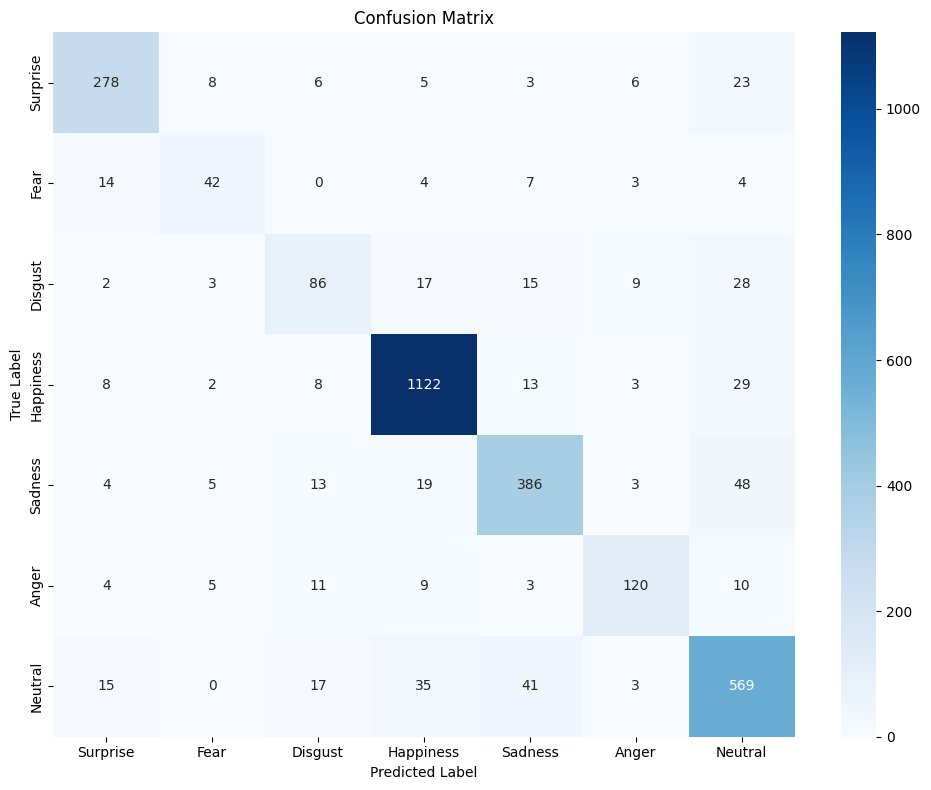 Confusion Matrix
True Label
Surprise 278 8 6 5 3 6 23
Fear 14 42 0 4 7 3 4
Disgust 2 3 86 17 15 9 28
Happiness 8 2 8 1122 13 3 29
Sadness 4 5 13 19 386 3 48
Anger 4 5 11 9 3 120 10
Neutral 15 0 17 35 41 3 569
Surprise Fear Disgust Happiness Sadness Anger Neutral
Predicted Label
1000
800
600
400
200
0